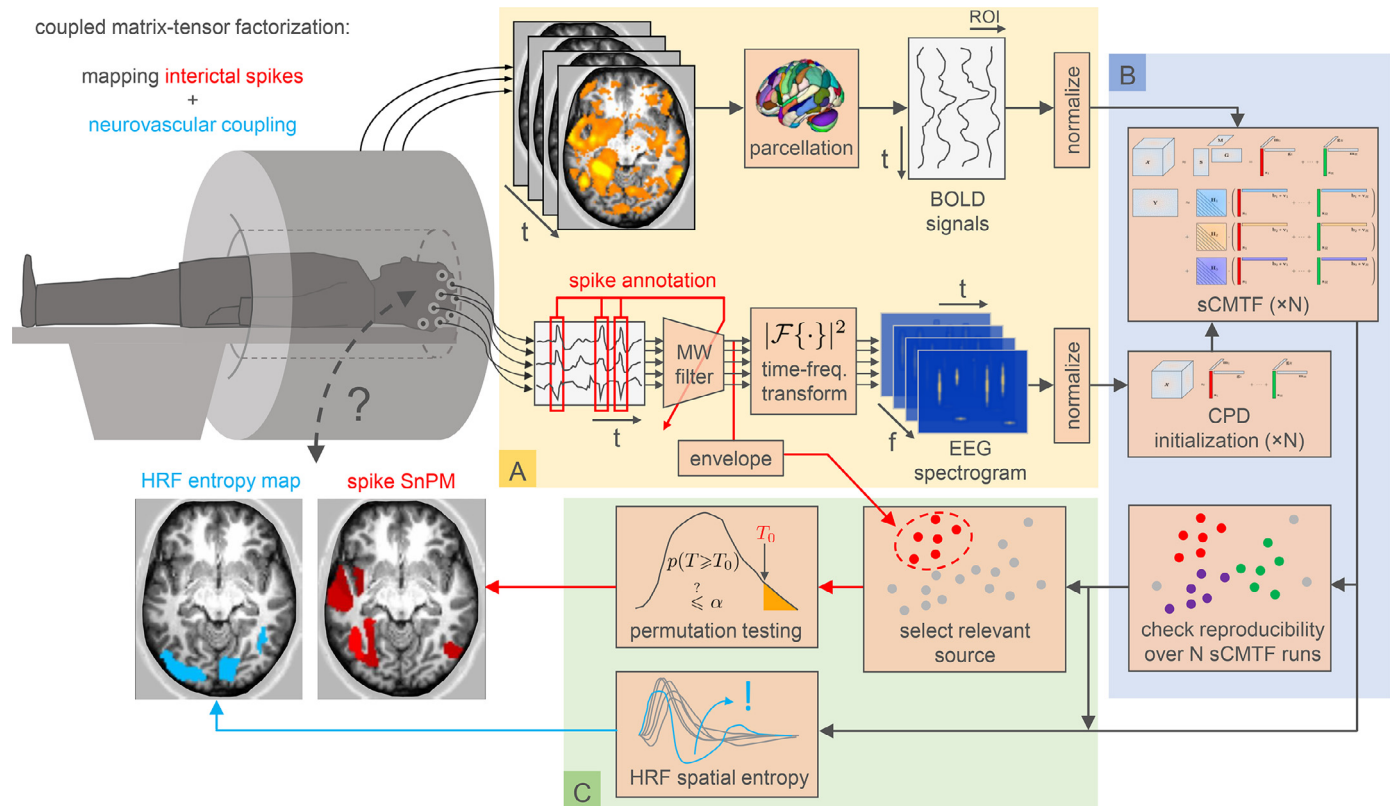 coupled matrix-tensor factorization:
mapping interictal spikes
+
neurovascular coupling
?
t
parcellation
ROI
t
BOLD
signals
normalize
B
sCMTF (×N)
spike annotation
t
MW
filter
|F{·}|²
time-freq.
transform
t
f
EEG
spectrogram
normalize
CPD
initialization (×N)
A
envelope
HRF entropy map
spike SnPM
T₀
p(T⩾T₀)
?
⩽ α
permutation testing
select relevant
source
check reproducibility
over N sCMTF runs
!
HRF spatial entropy
C